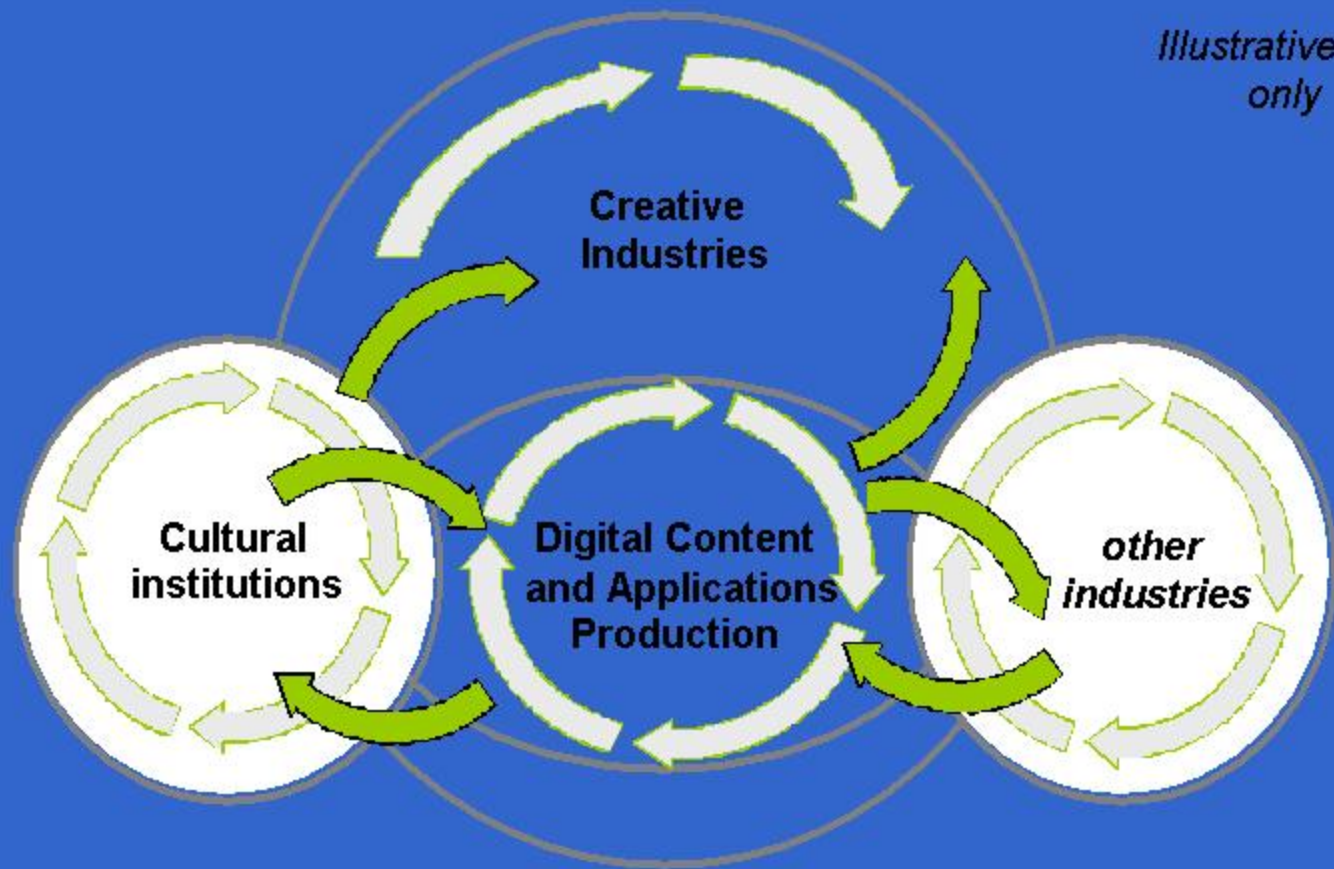 Illustrative
only
Creative
Industries
Cultural
institutions
Digital Content
and Applications
Production
other
industries